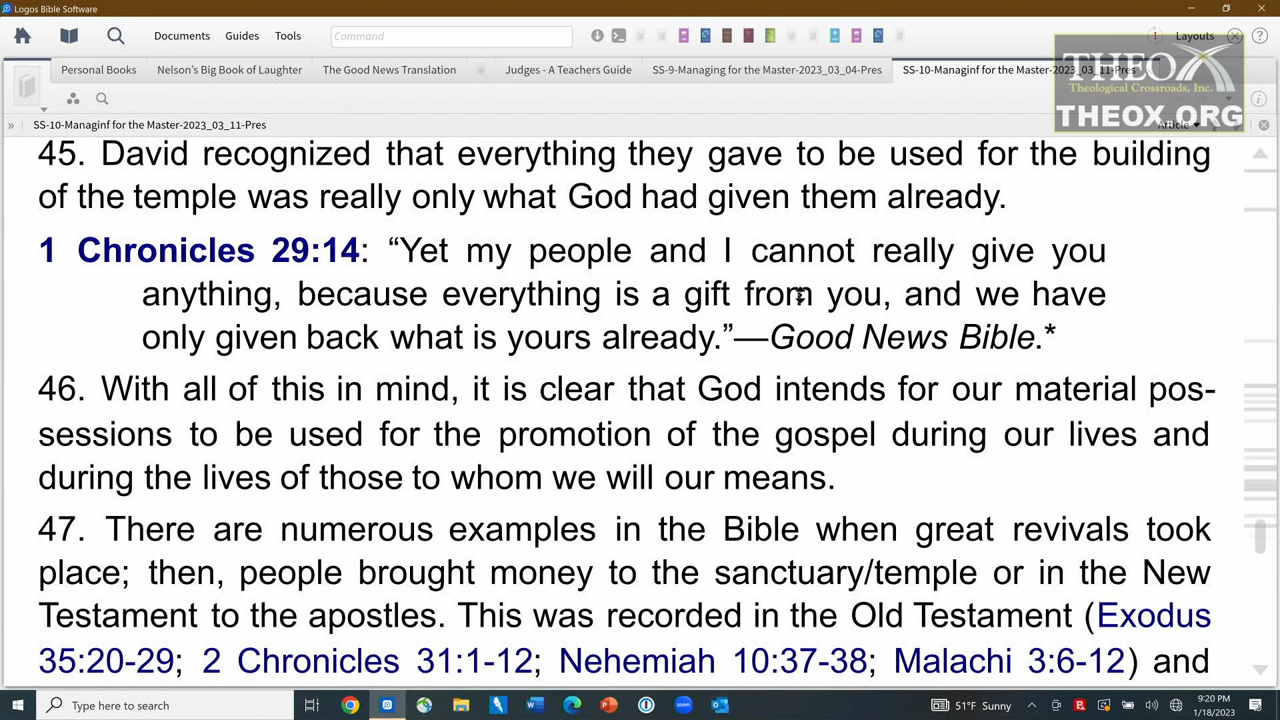 Logos Bible Software
Documents Guides Tools Command Layouts
Personal Books Nelson's Big Book of Laughter The Ga on Judges - A Teachers Guide SS-9-Managing for the Master-2023_03_04-Pres SS-10-Managinf for the Master-2023_03_11-Pres
THEOX
Theological Crossroads, Inc.
THEOX.ORG
» SS-10-Managinf for the Master-2023_03_11-Pres Article
45. David recognized that everything they gave to be used for the building
of the temple was really only what God had given them already.
1 Chronicles 29:14: “Yet my people and I cannot really give you
anything, because everything is a gift from you, and we have
only given back what is yours already.”—Good News Bible.*
46. With all of this in mind, it is clear that God intends for our material pos-
sessions to be used for the promotion of the gospel during our lives and
during the lives of those to whom we will our means.
47. There are numerous examples in the Bible when great revivals took
place; then, people brought money to the sanctuary/temple or in the New
Testament to the apostles. This was recorded in the Old Testament (Exodus
35:20-29; 2 Chronicles 31:1-12; Nehemiah 10:37-38; Malachi 3:6-12) and
Type here to search 51°F Sunny 9:20 PM
1/18/2023